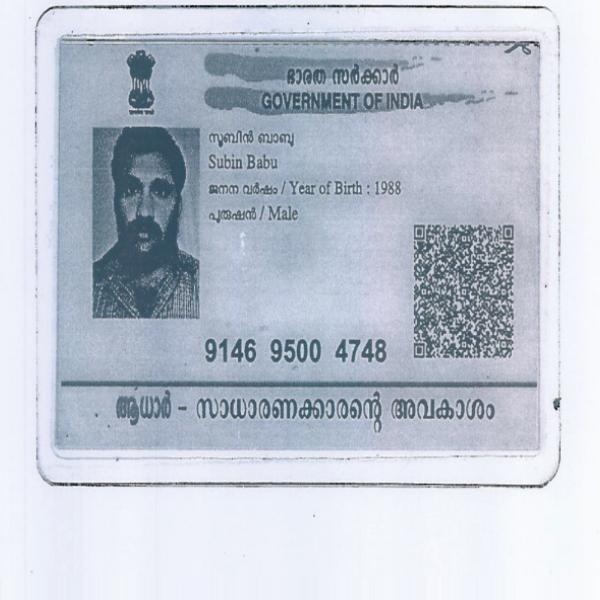 ഭാരത സർക്കാർ
GOVERNMENT OF INDIA
സൂബിൻ ബാബു
Subin Babu
ജനന വർഷം / Year of Birth : 1988
പുരുഷൻ / Male
9146 9500 4748
ആധാർ - സാധാരണക്കാരന്റെ അവകാശം